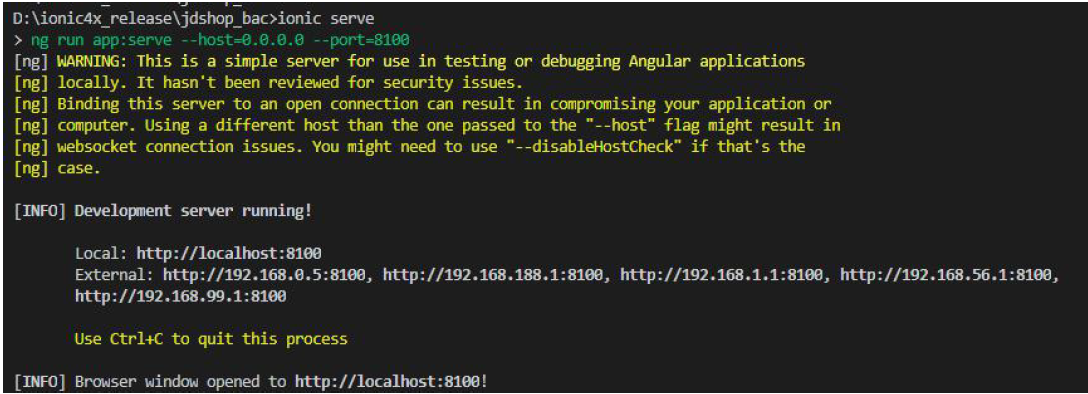 D:\ionic4x_release\jdshop_bac>ionic serve
> ng run app:serve --host=0.0.0.0 --port=8100
[ng] WARNING: This is a simple server for use in testing or debugging Angular applications
[ng] locally. It hasn't been reviewed for security issues.
[ng] Binding this server to an open connection can result in compromising your application or
[ng] computer. Using a different host than the one passed to the "--host" flag might result in
[ng] websocket connection issues. You might need to use "--disableHostCheck" if that's the
[ng] case.
[INFO] Development server running!
Local: http://localhost:8100
External: http://192.168.0.5:8100, http://192.168.188.1:8100, http://192.168.1.1:8100, http://192.168.56.1:8100,
http://192.168.99.1:8100
Use Ctrl+C to quit this process
[INFO] Browser window opened to http://localhost:8100!